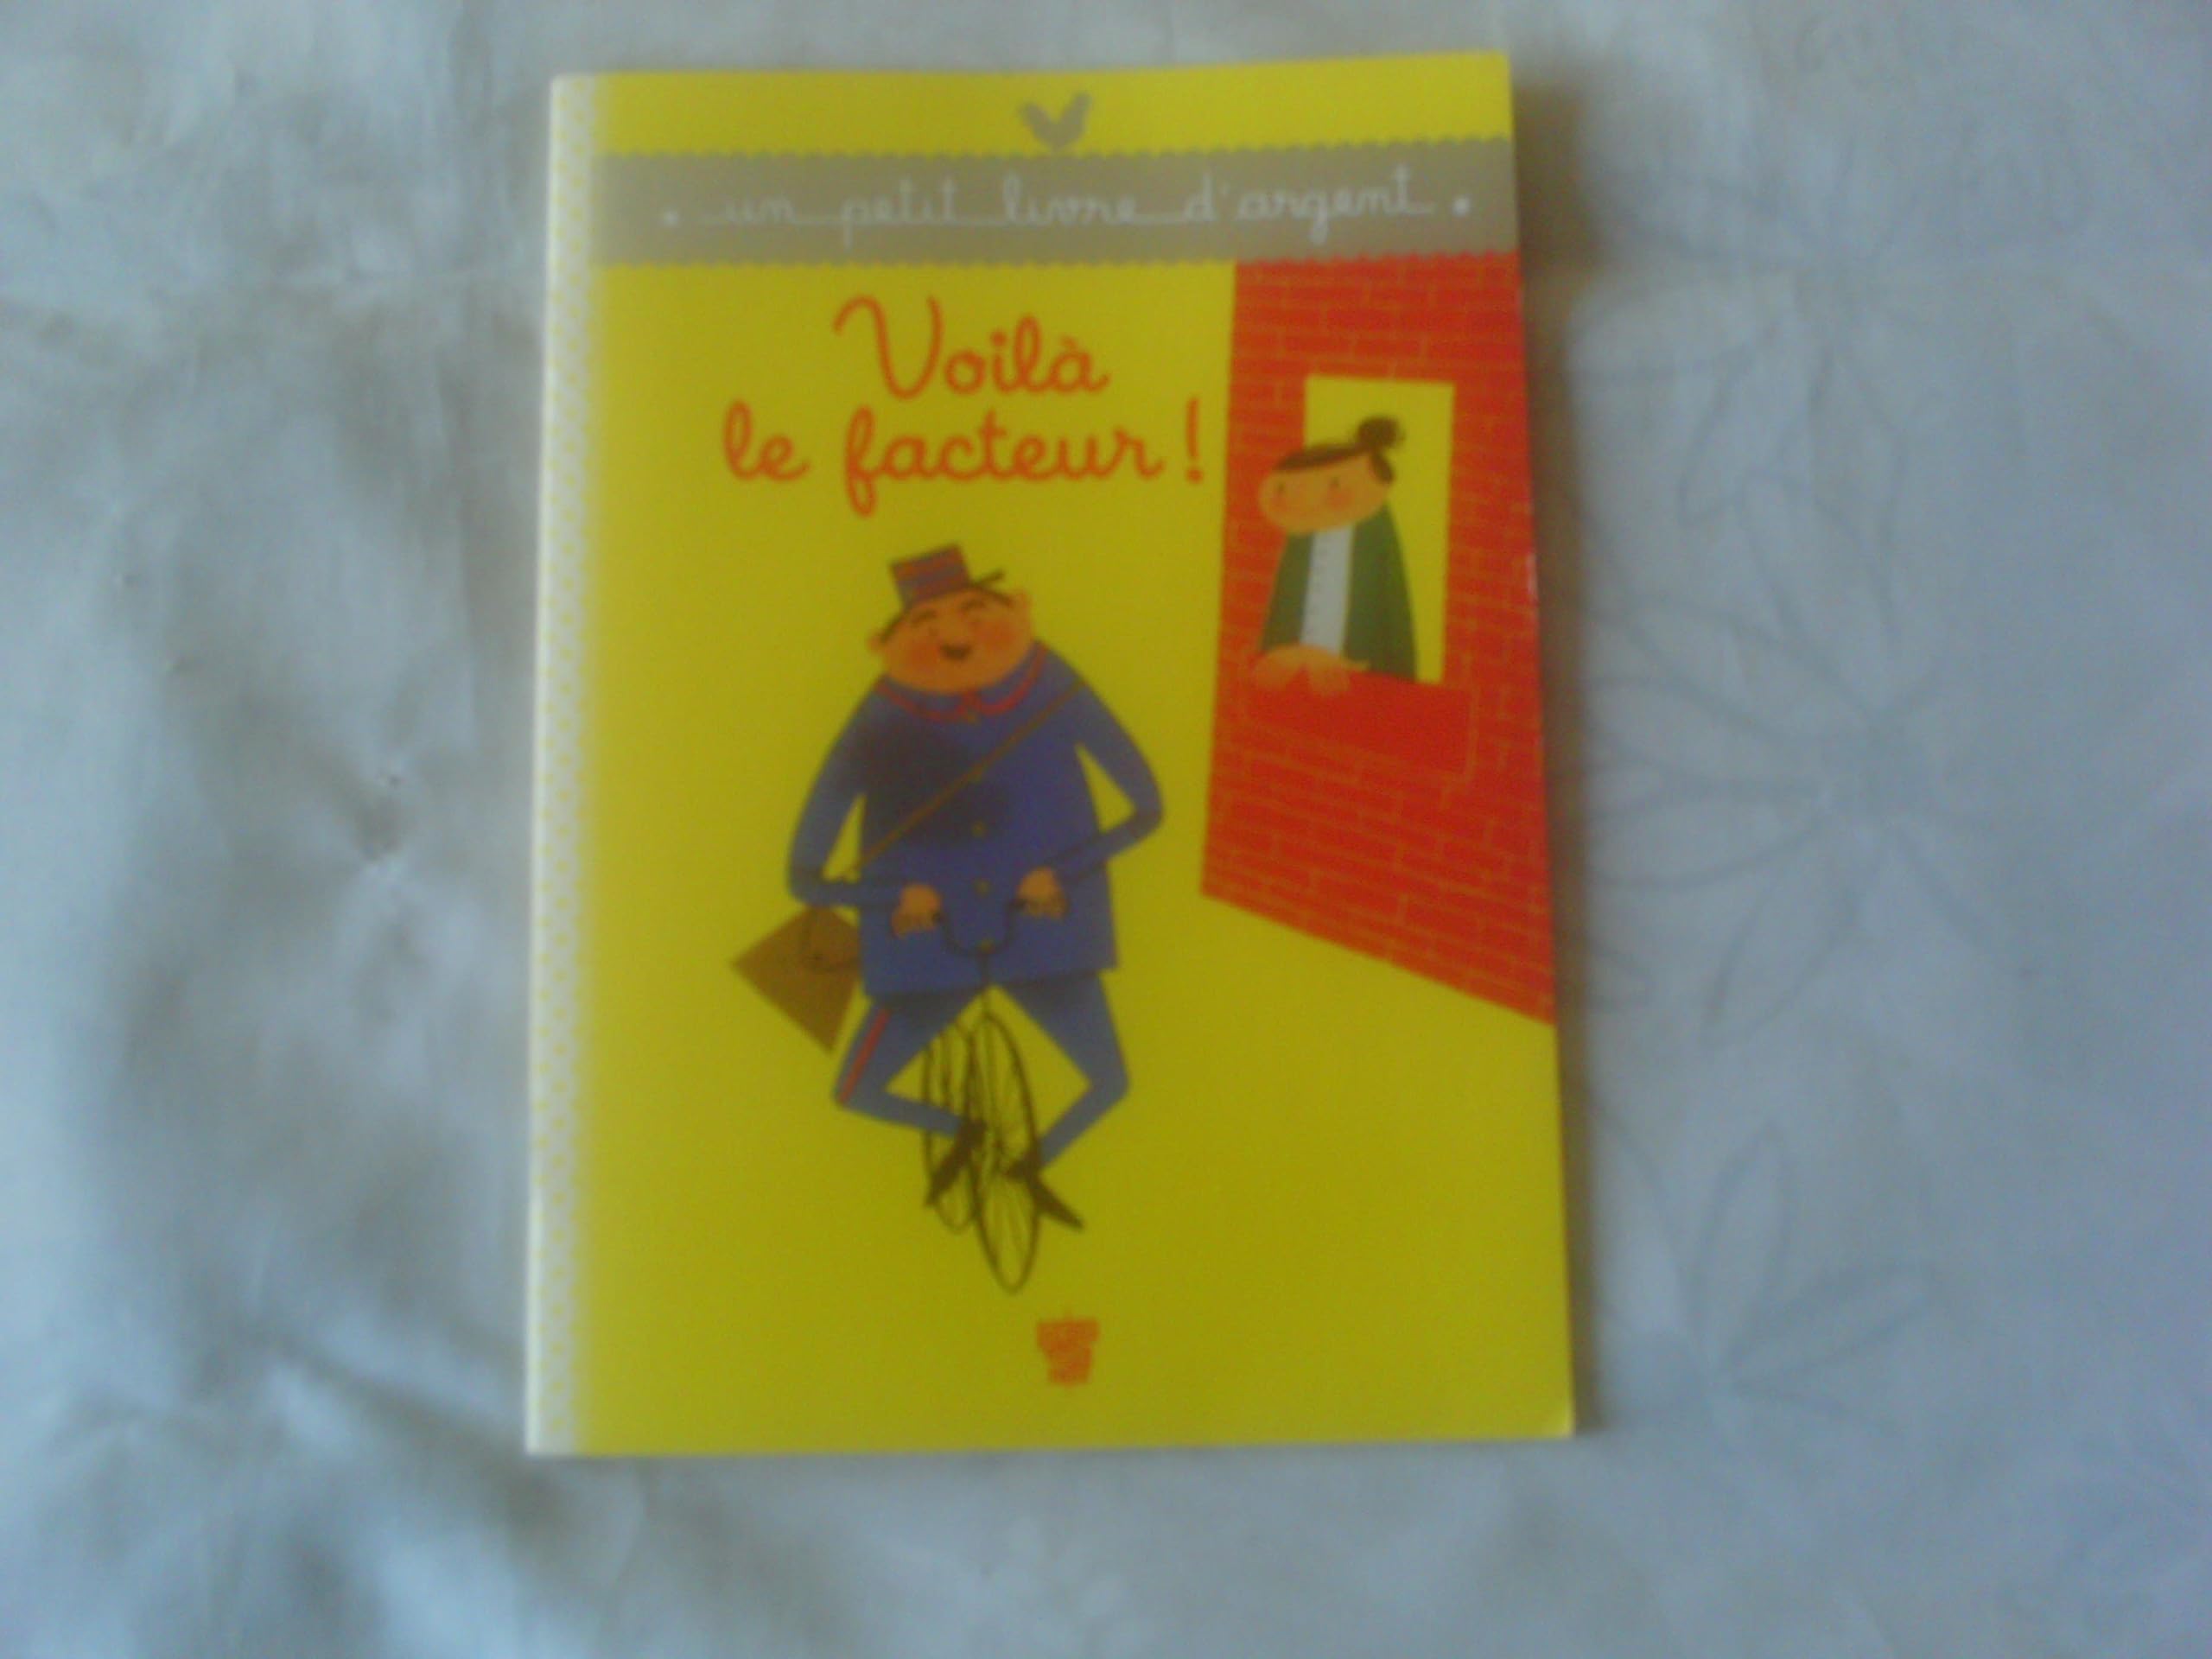 . un petit livre d'argent .
Voilà
le facteur !